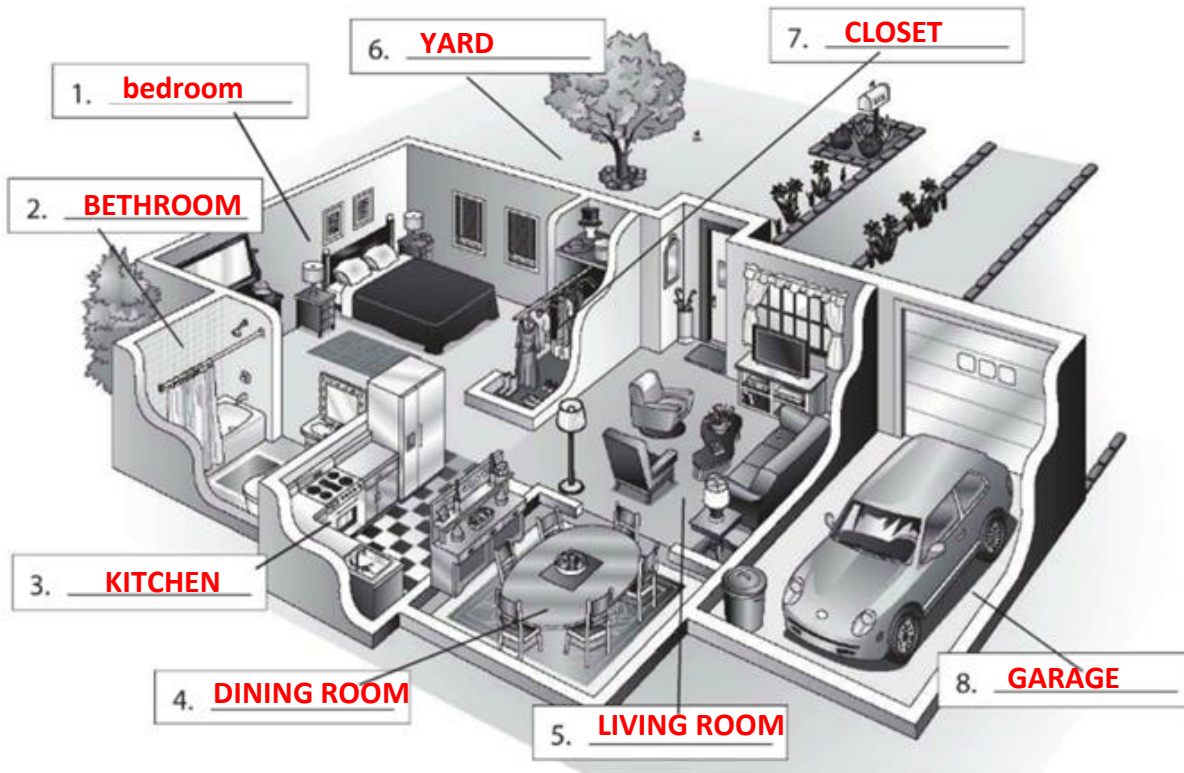 1. bedroom
2. BETHROOM
3. KITCHEN
4. DINING ROOM
5. LIVING ROOM
6. YARD
7. CLOSET
8. GARAGE